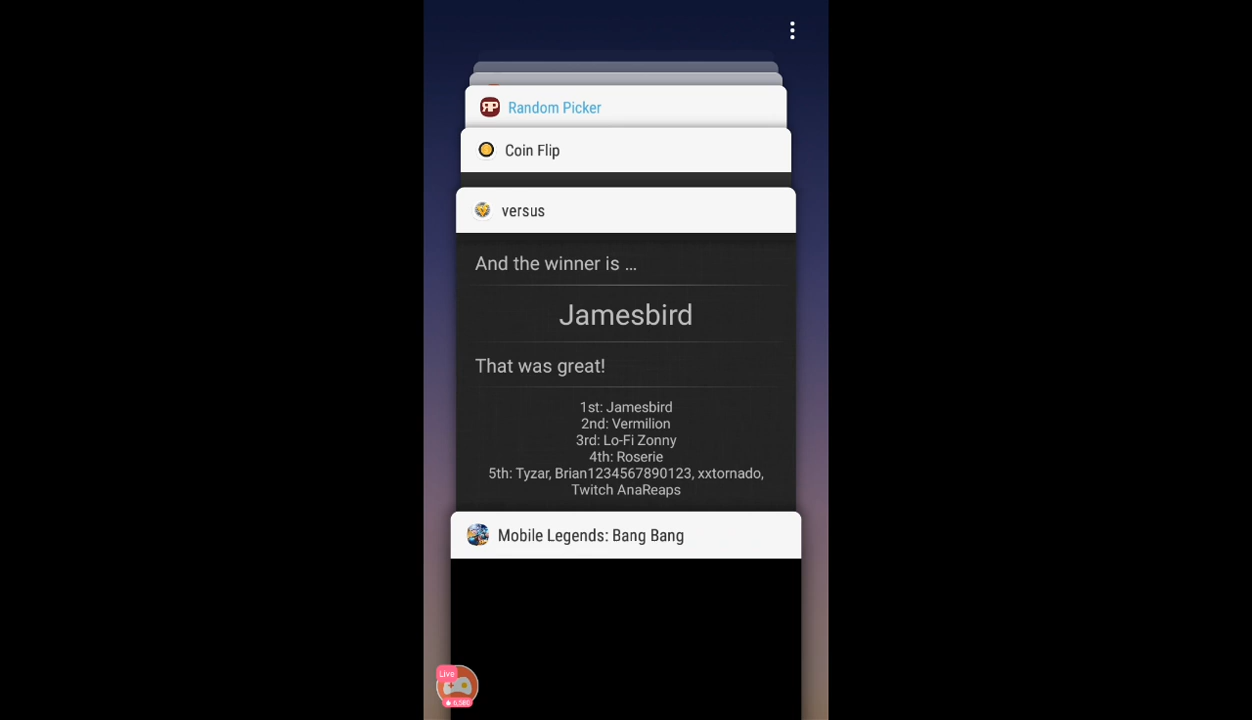 Random Picker
Coin Flip
versus
And the winner is ...
Jamesbird
That was great!
1st: Jamesbird
2nd: Vermilion
3rd: Lo-Fi Zonny
4th: Roserie
5th: Tyzar, Brian1234567890123, xxtornado,
Twitch AnaReaps
Mobile Legends: Bang Bang
Live